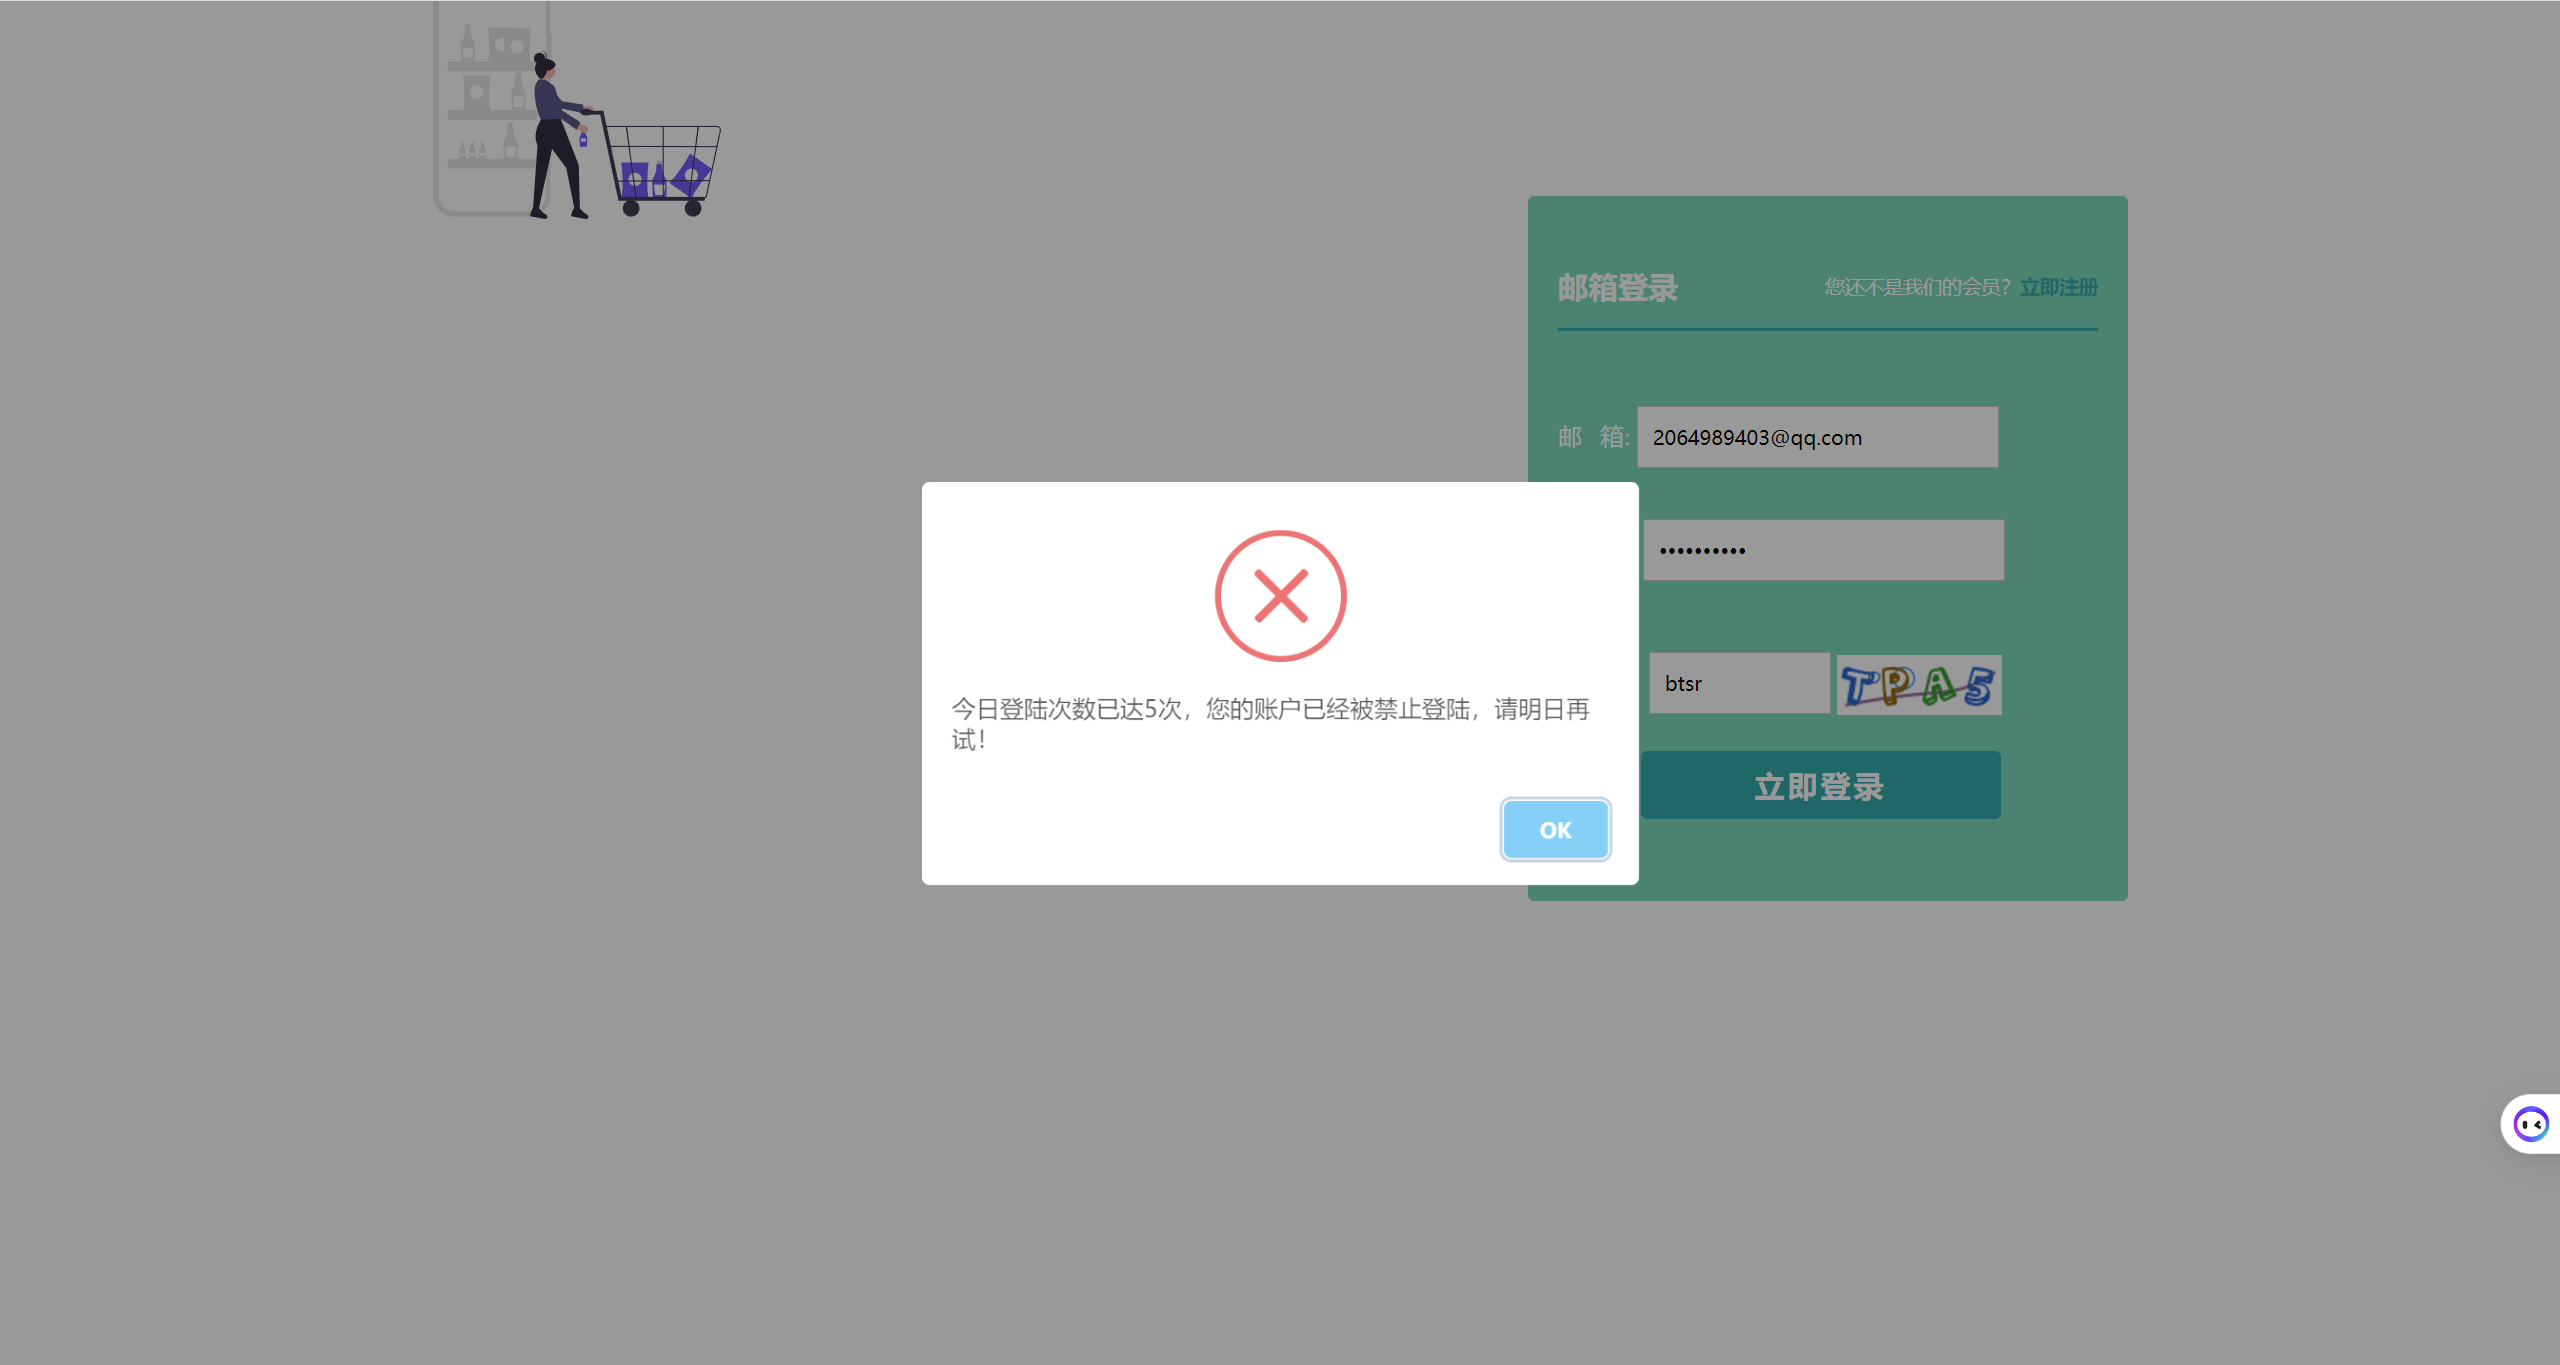 邮箱登录
您还不是我们的会员？ 立即注册
邮 箱: 2064989403@qq.com
今日登陆次数已达5次，您的账户已经被禁止登陆，请明日再
试！
btsr TPA5
立即登录
OK